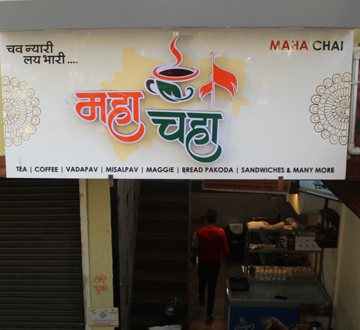 चव न्यारी
लय भारी ....
MAHA CHAI
महा
चहा
TEA | COFFEE | VADAPAV | MISALPAV | MAGGIE | BREAD PAKODA | SANDWICHES & MANY MORE